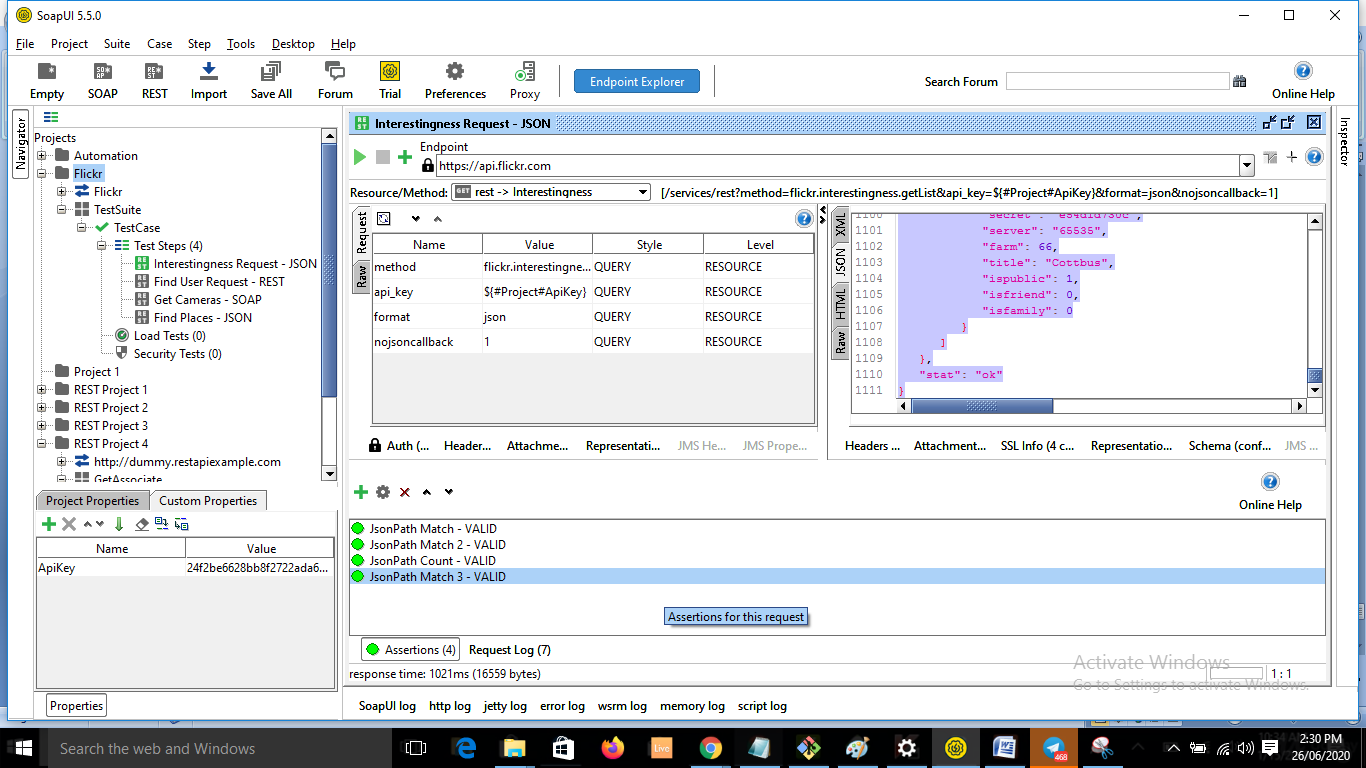 SoapUI 5.5.0
File Project Suite Case Step Tools Desktop Help
Empty SOAP REST Import Save All Forum Trial Preferences Proxy Endpoint Explorer Search Forum Online Help
Navigator
Projects
Automation
Flickr
Flickr
TestSuite
TestCase
Test Steps (4)
Interestingness Request - JSON
Find User Request - REST
Get Cameras - SOAP
Find Places - JSON
Load Tests (0)
Security Tests (0)
Project 1
REST Project 1
REST Project 2
REST Project 3
REST Project 4
http://dummy.restapiexample.com
GetAssociate
Project Properties Custom Properties
Name Value
ApiKey 24f2be6628bb8f2722ada6...
Properties
Interestingness Request - JSON
Inspector
Endpoint
https://api.flickr.com
Resource/Method: GET rest -> Interestingness [/services/rest?method=flickr.interestingness.getList&api_key=${#Project#ApiKey}&format=json&nojsoncallback=1]
Request
Raw
Name Value Style Level
method flickr.interestingne... QUERY RESOURCE
api_key ${#Project#ApiKey} QUERY RESOURCE
format json QUERY RESOURCE
nojsoncallback 1 QUERY RESOURCE
XML
JSON
HTML
Raw
1101 "server": "65535",
1102 "farm": 66,
1103 "title": "Cottbus",
1104 "ispublic": 1,
1105 "isfriend": 0,
1106 "isfamily": 0
1107 }
1108 ]
1109 },
1110 "stat": "ok"
1111 }
Auth (... Header... Attachme... Representati... JMS He... JMS Prope...
Headers ... Attachment... SSL Info (4 c... Representatio... Schema (conf... JMS ...
Online Help
JsonPath Match - VALID
JsonPath Match 2 - VALID
JsonPath Count - VALID
JsonPath Match 3 - VALID
Assertions for this request
Assertions (4) Request Log (7)
response time: 1021ms (16559 bytes)
1 : 1
Activate Windows
Go to Settings to activate Windows.
SoapUI log http log jetty log error log wsrm log memory log script log
Search the web and Windows
Live
468
2:30 PM
26/06/2020